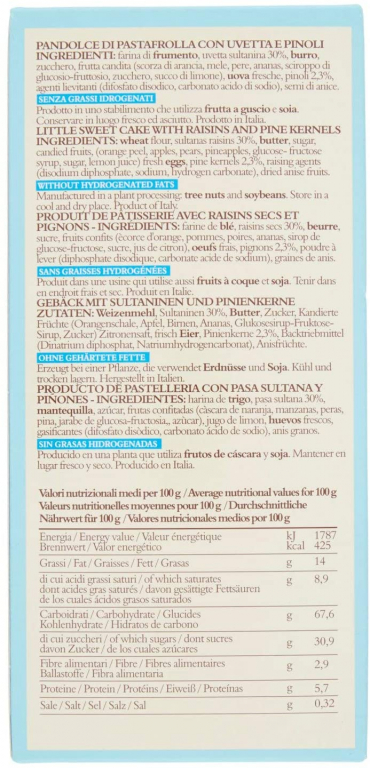 PANDOLCE DI PASTAFROLLA CON UVETTA E PINOLI
INGREDIENTI: farina di frumento, uvetta sultanina 30%, burro,
zucchero, frutta candita (scorza di arancia, mele, pere, ananas, sciroppo di
glucosio-fruttosio, zucchero, succo di limone), uova fresche, pinoli 2,3%,
agenti lievitanti (difosfato disodico, carbonato acido di sodio), semi di anice.
SENZA GRASSI IDROGENATI
Prodotto in uno stabilimento che utilizza frutta a guscio e soia.
Conservare in luogo fresco ed asciutto. Prodotto in Italia.
LITTLE SWEET CAKE WITH RAISINS AND PINE KERNELS
INGREDIENTS: wheat flour, sultanas raisins 30%, butter, sugar,
candied fruits, (orange peel, apples, pears, pineapples, glucose- fructose
syrup, sugar, lemon juice) fresh eggs, pine kernels 2,3%, raising agents
(disodium diphosphate, sodium, hydrogen carbonate), dried anise fruits.
WITHOUT HYDROGENATED FATS
Manufactured in a plant processing: tree nuts and soybeans. Store in a
cool and dry place. Product of Italy.
PRODUIT DE PÂTISSERIE AVEC RAISINS SECS ET
PIGNONS - INGREDIENTS: farine de blé, raisins secs 30%, beurre,
sucre, fruits confits (écorce d'orange, pommes, poires, ananas, sirop de
glucose-fructose, sucre, jus de citron), oeufs frais, pignons 2,3%, poudre à
lever (diphosphate disodique, carbonate acide de sodium), graines de anis.
SANS GRAISSES HYDROGÉNÉES
Produit dans une usine qui utilise aussi fruits à coque et soja. Tenir dans
en endroit frais et sec. Produit en Italie.
GEBÄCK MIT SULTANINEN UND PINIENKERNE
ZUTATEN: Weizenmehl, Sultaninen 30%, Butter, Zucker, Kandierte
Früchte (Orangenschale, Apfel, Birnen, Ananas, Glukosesirup-Fruktose-
Sirup, Zucker) Zitronensaft, frisch Eier, Pinienkerne 2,3%, Backtriebmittel
(Dinatrium diphosphat, Natriumhydrogencarbonat), Anisfrüchte.
OHNE GEHÄRTETE FETTE
Erzeugt bei einer Pflanze, die verwendet Erdnüsse und Soja. Kühl und
trocken lagern. Hergestellt in Italien.
PRODUCTO DE PASTELLERIA CON PASA SULTANA Y
PINONES - INGREDIENTES: harina de trigo, pasa sultana 30%,
mantequilla, azúcar, frutas confitadas (càscara de naranja, manzanas, peras,
pina, jarabe de glucosa-fructosa,, azúcar), jugo de limon, huevos frescos,
gasificantes (difosfato disòdico, carbonato àcido de sodio), anis granos.
SIN GRASAS HIDROGENADAS
Producido en una planta que utiliza frutos de cáscara y soja. Mantener en
lugar fresco y seco. Producido en Italia.
Valori nutrizionali medi per 100 g / Average nutritional values for 100 g
Valeurs nutritionelles moyennes pour 100 g / Durchschnittliche
Nährwert für 100 g / Valores nutricionales medios por 100 g
Energia / Energy value / Valeur énergétique kJ 1787
Brennwert / Valor energético kcal 425
Grassi / Fat / Graisses / Fett / Grasas g 14
di cui acidi grassi saturi / of which saturates g 8,9
dont acides gras saturés / davon gesättigte Fettsäuren
de los cuales ácidos grasos saturados
Carboidrati / Carbohydrate / Glucides g 67,6
Kohlenhydrate / Hidratos de carbono
di cui zuccheri / of which sugars / dont sucres g 30,9
davon Zucker / de los cuales azúcares
Fibre alimentari / Fibre / Fibres alimentaires g 2,9
Ballastoffe / Fibra alimentaria
Proteine / Protein / Protéins / Eiweiß / Proteínas g 5,7
Sale / Salt / Sel / Salz / Sal g 0,32